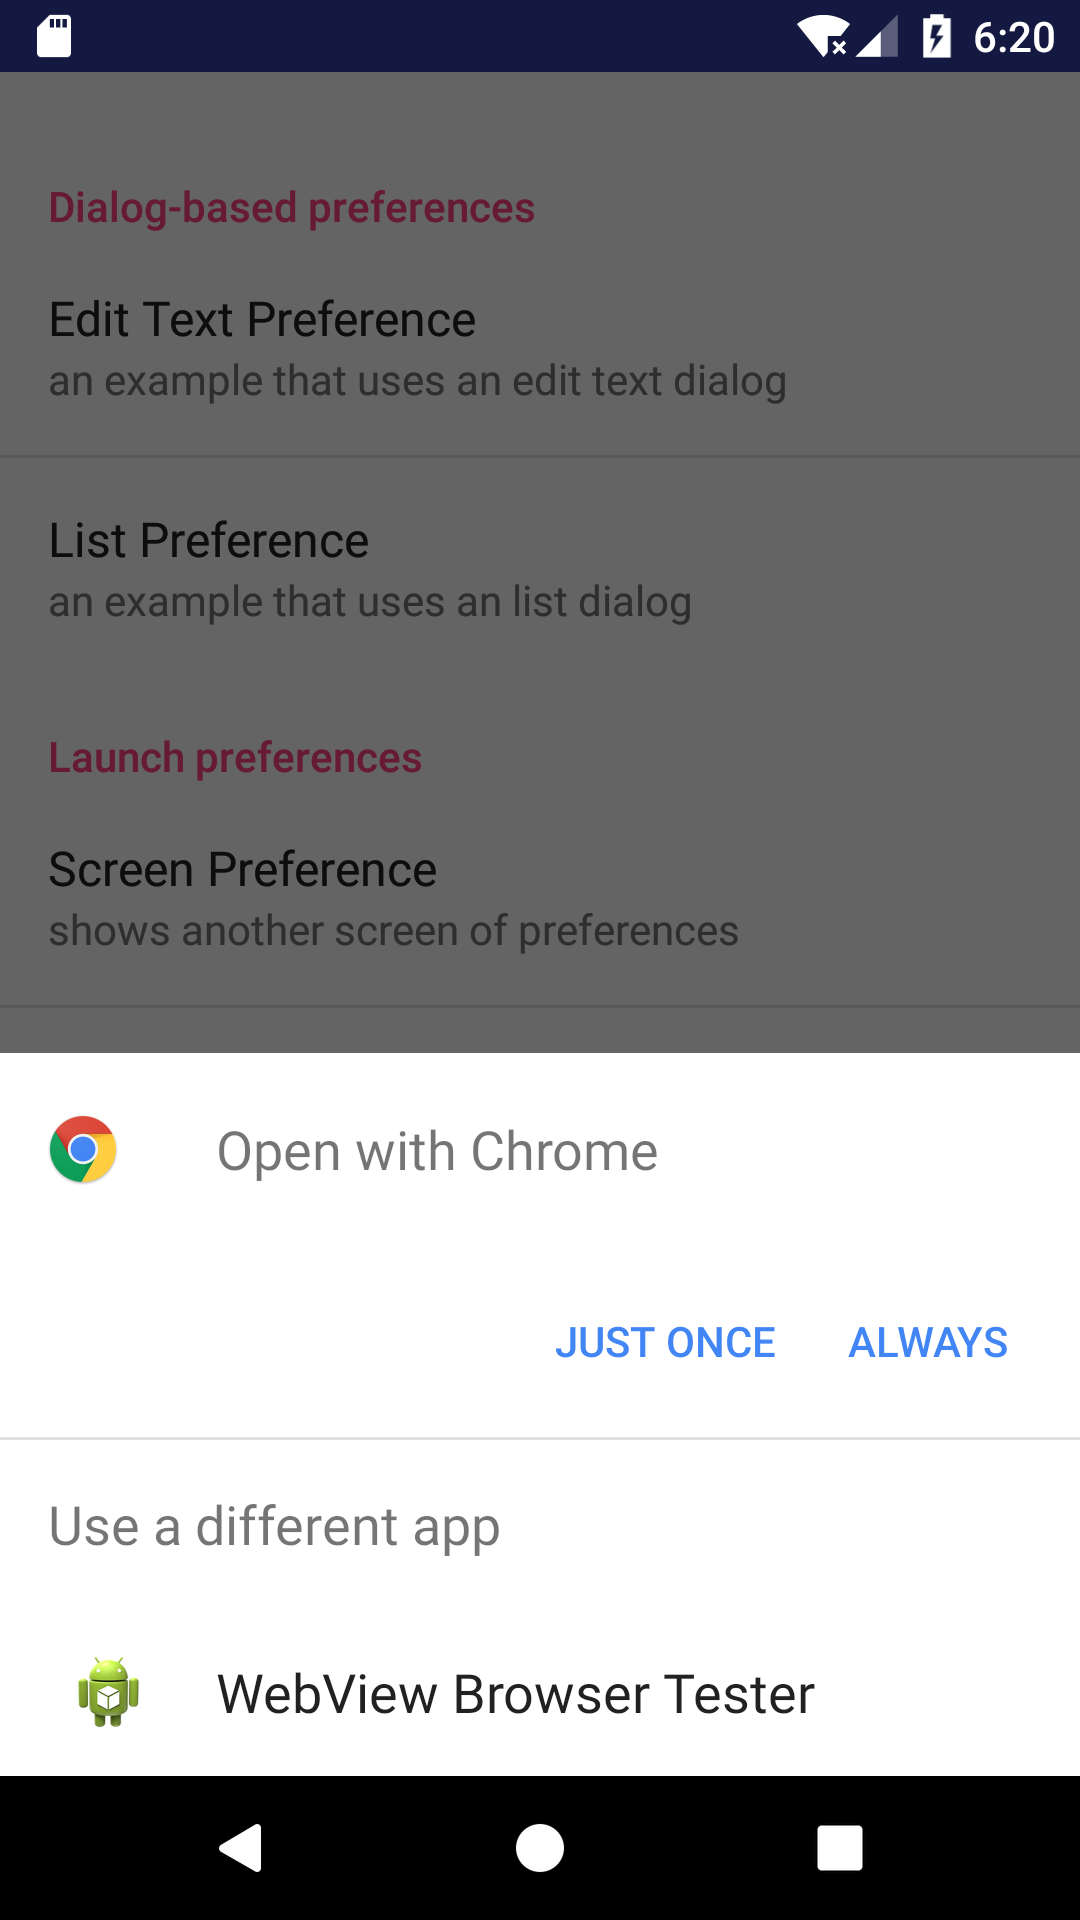 6:20
Dialog-based preferences
Edit Text Preference
an example that uses an edit text dialog
List Preference
an example that uses an list dialog
Launch preferences
Screen Preference
shows another screen of preferences
Open with Chrome
JUST ONCE
ALWAYS
Use a different app
WebView Browser Tester